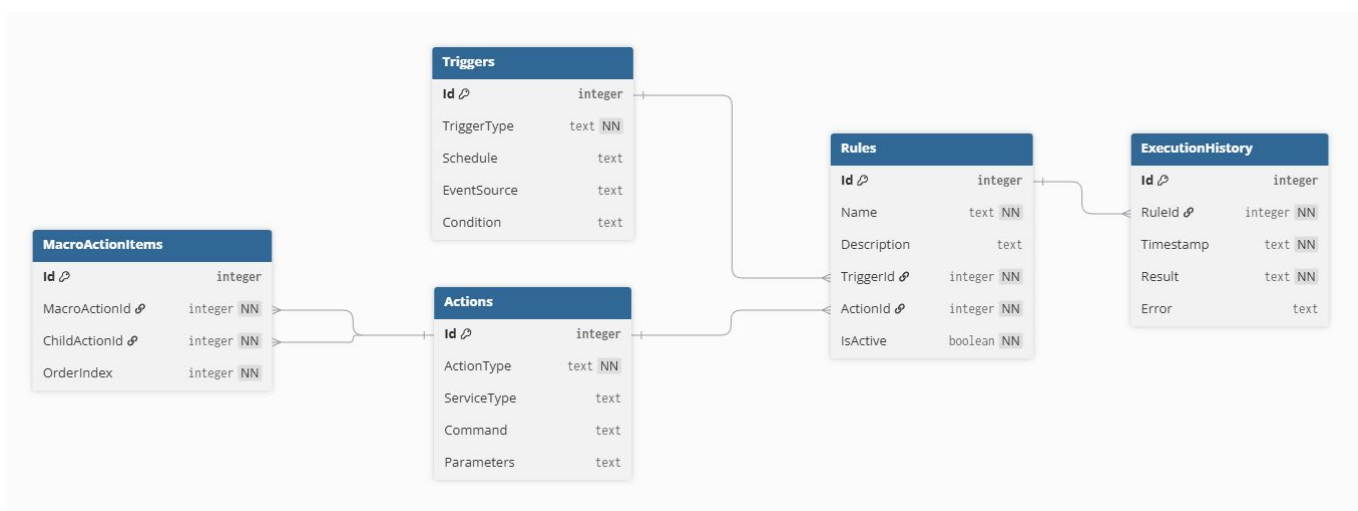 Triggers
Id integer
TriggerType text NN
Schedule text
EventSource text
Condition text
MacroActionItems
Id integer
MacroActionId integer NN
ChildActionId integer NN
OrderIndex integer NN
Actions
Id integer
ActionType text NN
ServiceType text
Command text
Parameters text
Rules
Id integer
Name text NN
Description text
TriggerId integer NN
ActionId integer NN
IsActive boolean NN
ExecutionHistory
Id integer
RuleId integer NN
Timestamp text NN
Result text NN
Error text